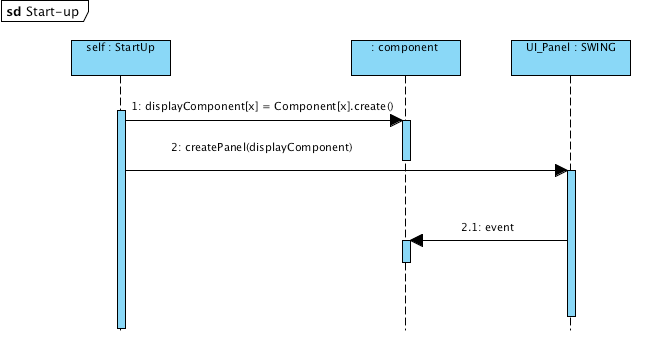 sd Start-up
self : StartUp
: component
UI_Panel : SWING
1: displayComponent[x] = Component[x].create()
2: createPanel(displayComponent)
2.1: event